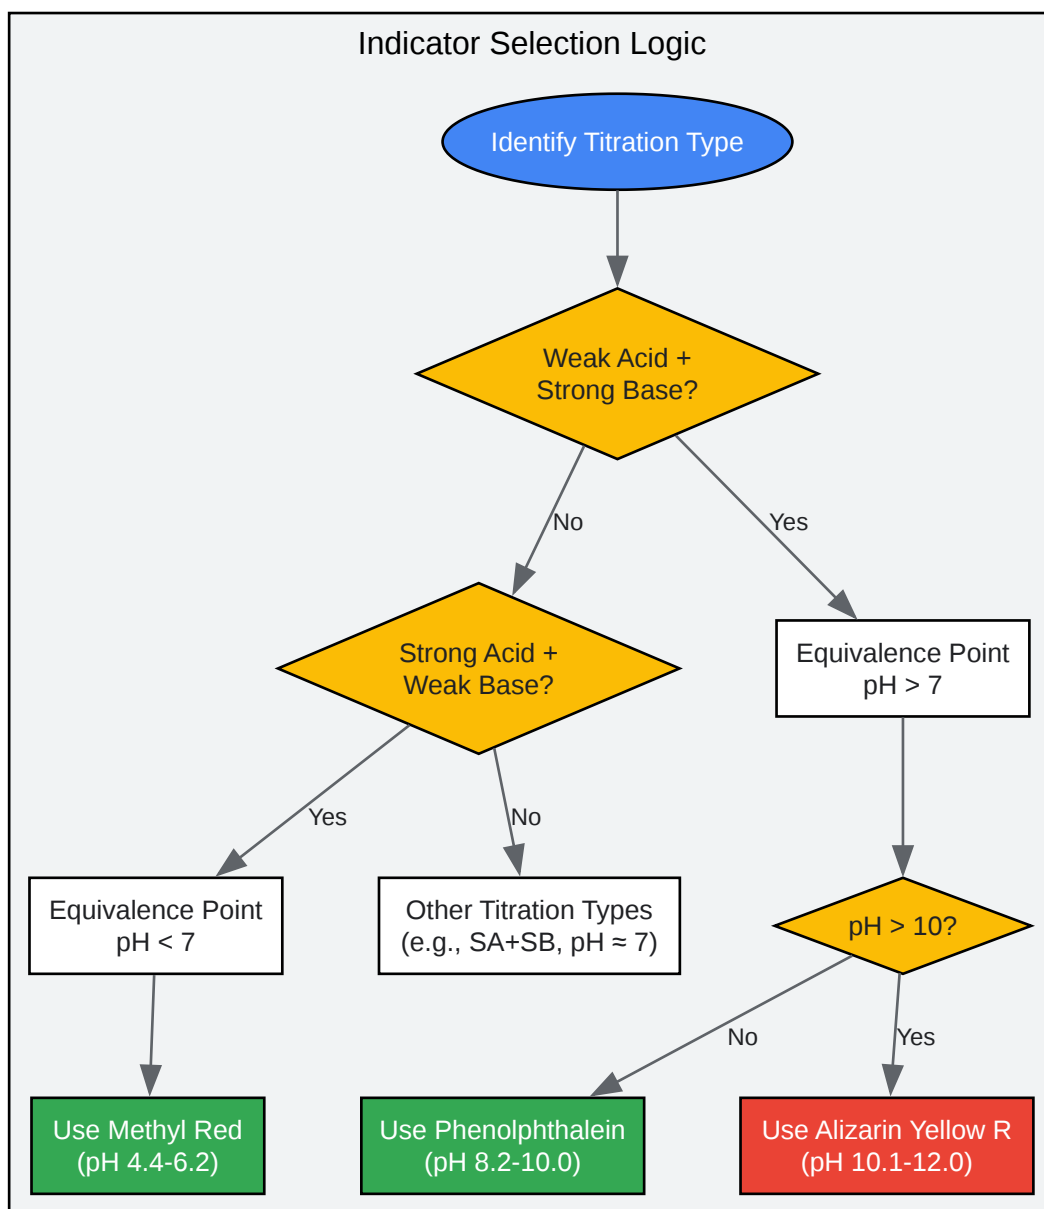 Indicator Selection Logic
Identify Titration Type
Weak Acid +
Strong Base?
No
Yes
Strong Acid +
Weak Base?
Equivalence Point
pH > 7
Yes
No
Equivalence Point
pH < 7
Other Titration Types
(e.g., SA+SB, pH ≈ 7)
pH > 10?
No
Yes
Use Methyl Red
(pH 4.4-6.2)
Use Phenolphthalein
(pH 8.2-10.0)
Use Alizarin Yellow R
(pH 10.1-12.0)